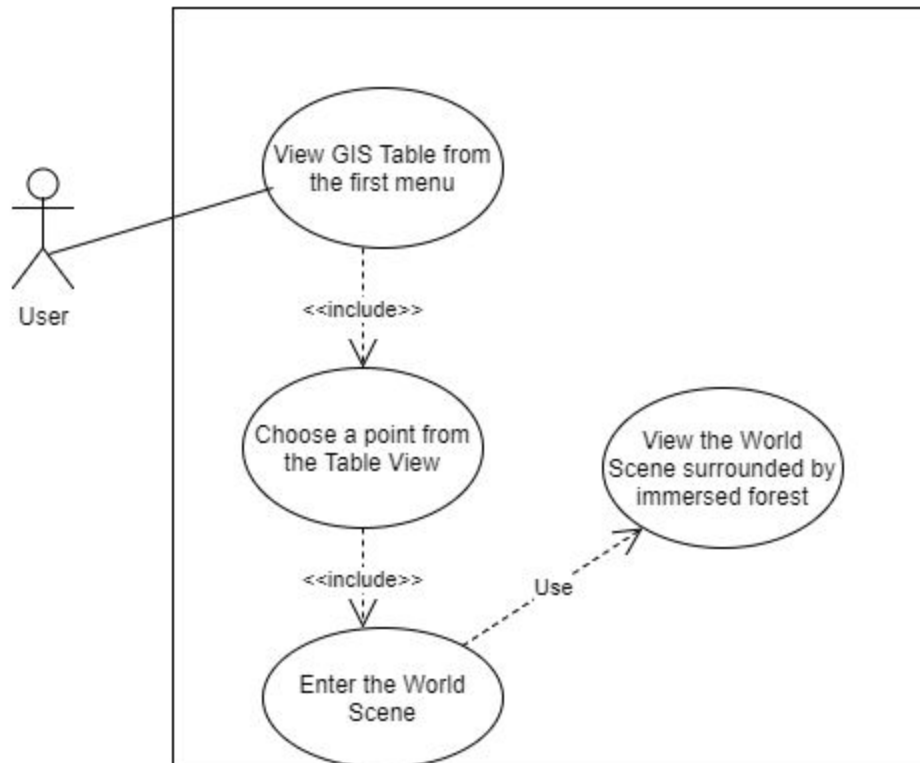 View GIS Table from
the first menu
User
<<include>>
Choose a point from
the Table View
View the World
Scene surrounded by
immersed forest
<<include>>
Use
Enter the World
Scene